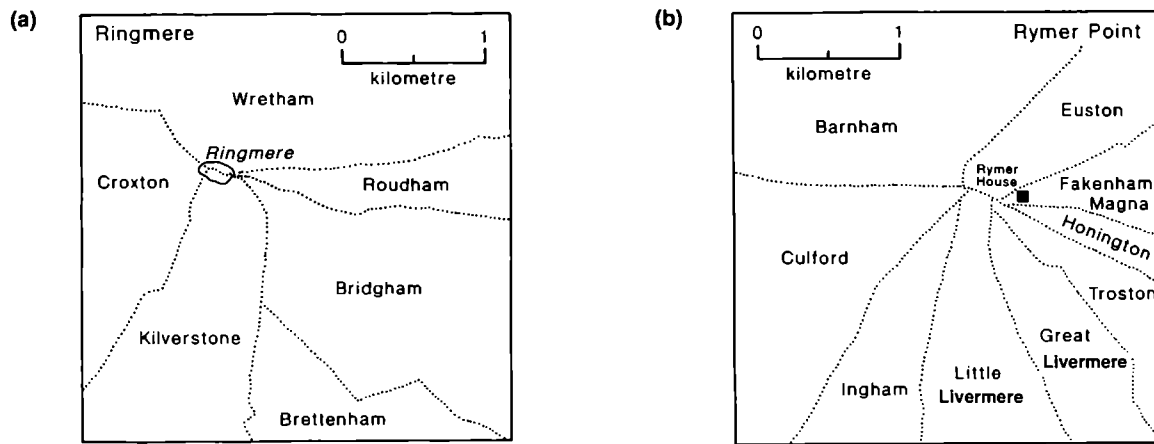 (a)
Ringmere
0 1
kilometre
Wretham
Ringmere
Croxton
Roudham
Bridgham
Kilverstone
Brettenham
(b)
0 1
kilometre
Rymer Point
Barnham
Euston
Rymer
House
Fakenham
Magna
Honington
Culford
Troston
Great
Livermere
Little
Livermere
Ingham